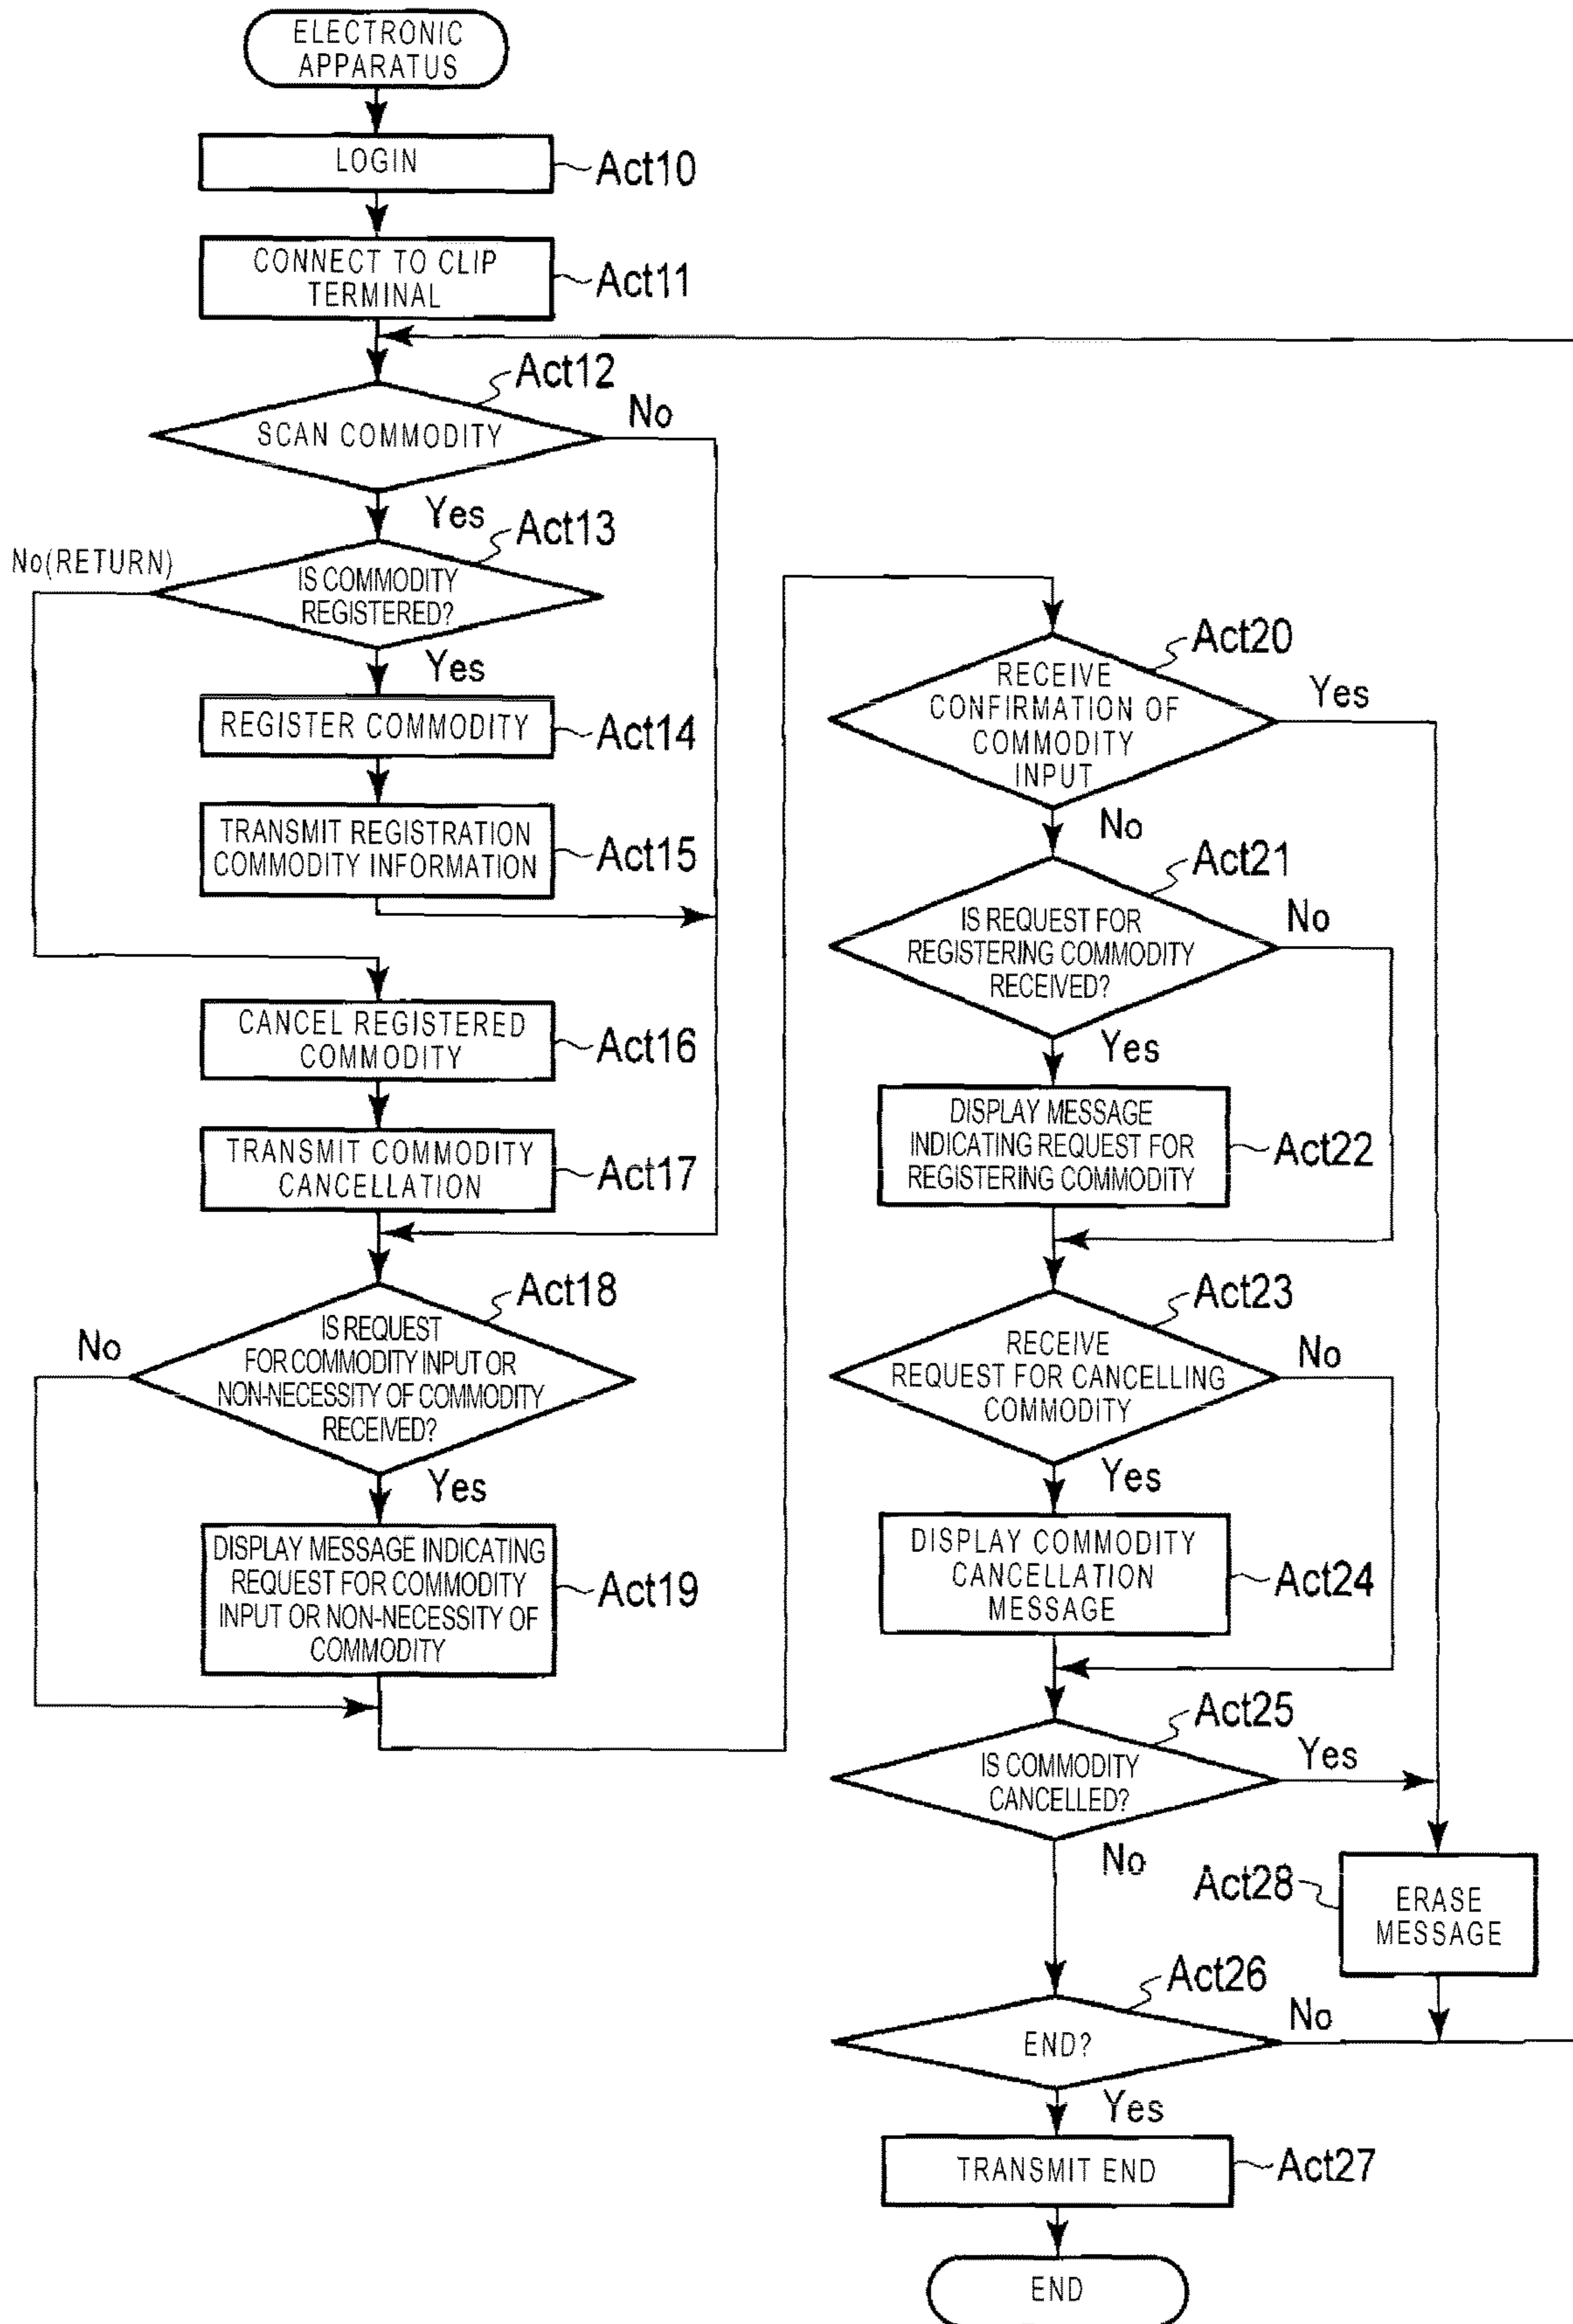 ELECTRONIC
APPARATUS
LOGIN
Act10
CONNECT TO CLIP
TERMINAL
Act11
Act12
SCAN COMMODITY
No
Yes
Act13
No(RETURN)
IS COMMODITY
REGISTERED?
Yes
REGISTER COMMODITY
Act14
TRANSMIT REGISTRATION
COMMODITY INFORMATION
Act15
CANCEL REGISTERED
COMMODITY
Act16
TRANSMIT COMMODITY
CANCELLATION
Act17
Act18
No
IS REQUEST
FOR COMMODITY INPUT OR
NON-NECESSITY OF COMMODITY
RECEIVED?
Yes
DISPLAY MESSAGE INDICATING
REQUEST FOR COMMODITY
INPUT OR NON-NECESSITY OF
COMMODITY
Act19
Act20
RECEIVE
CONFIRMATION OF
COMMODITY
INPUT
Yes
No
Act21
IS REQUEST FOR
REGISTERING COMMODITY
RECEIVED?
No
Yes
DISPLAY MESSAGE
INDICATING REQUEST FOR
REGISTERING COMMODITY
Act22
Act23
RECEIVE
REQUEST FOR CANCELLING
COMMODITY
No
Yes
DISPLAY COMMODITY
CANCELLATION
MESSAGE
Act24
Act25
IS COMMODITY
CANCELLED?
Yes
No
Act28
ERASE
MESSAGE
Act26
END?
No
Yes
TRANSMIT END
Act27
END